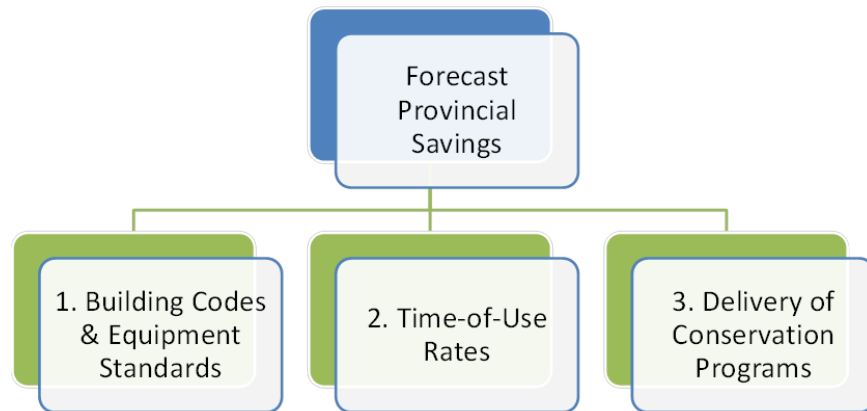 Forecast
Provincial
Savings
1. Building Codes
& Equipment
Standards
2. Time-of-Use
Rates
3. Delivery of
Conservation
Programs